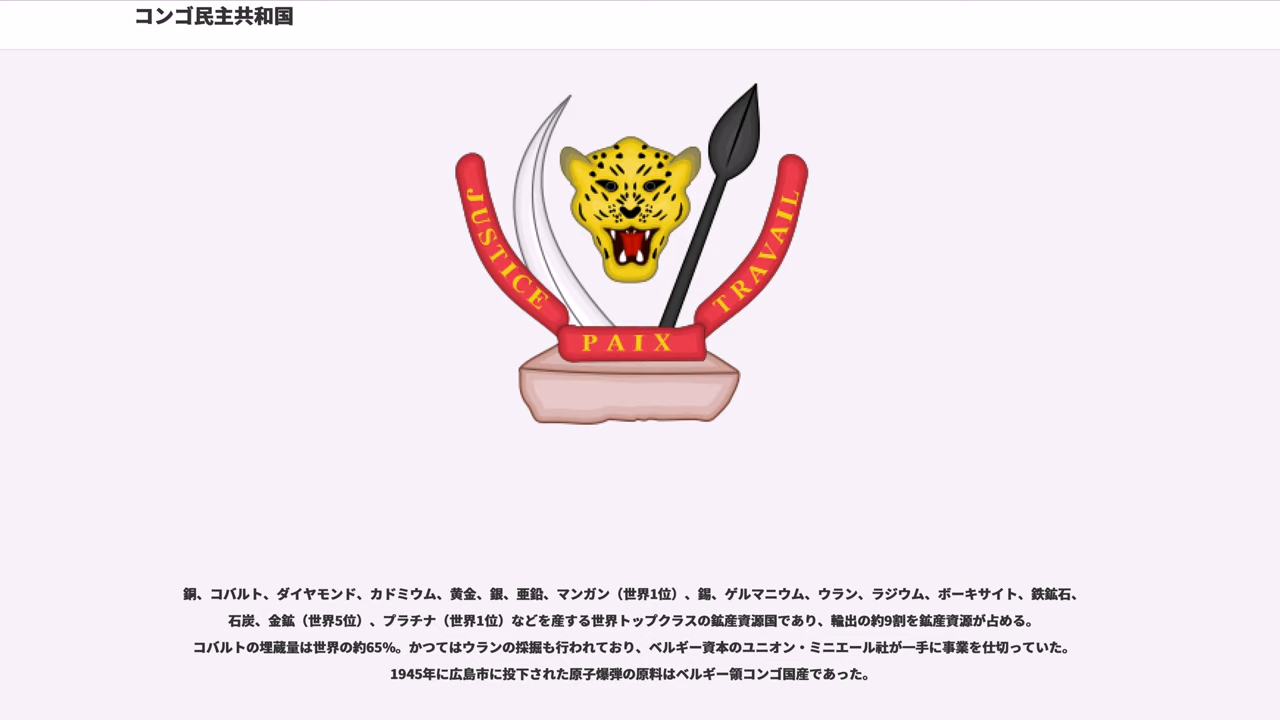 コンゴ民主共和国
JUSTICE
TRAVAIL
PAIX
銅、コバルト、ダイヤモンド、カドミウム、黄金、銀、亜鉛、マンガン（世界1位）、錫、ゲルマニウム、ウラン、ラジウム、ボーキサイト、鉄鉱石、
石炭、金鉱（世界5位）、プラチナ（世界1位）などを産する世界トップクラスの鉱産資源国であり、輸出の約9割を鉱産資源が占める。
コバルトの埋蔵量は世界の約65%。かつてはウランの採掘も行われており、ベルギー資本のユニオン・ミニエール社が一手に事業を仕切っていた。
1945年に広島市に投下された原子爆弾の原料はベルギー領コンゴ国産であった。